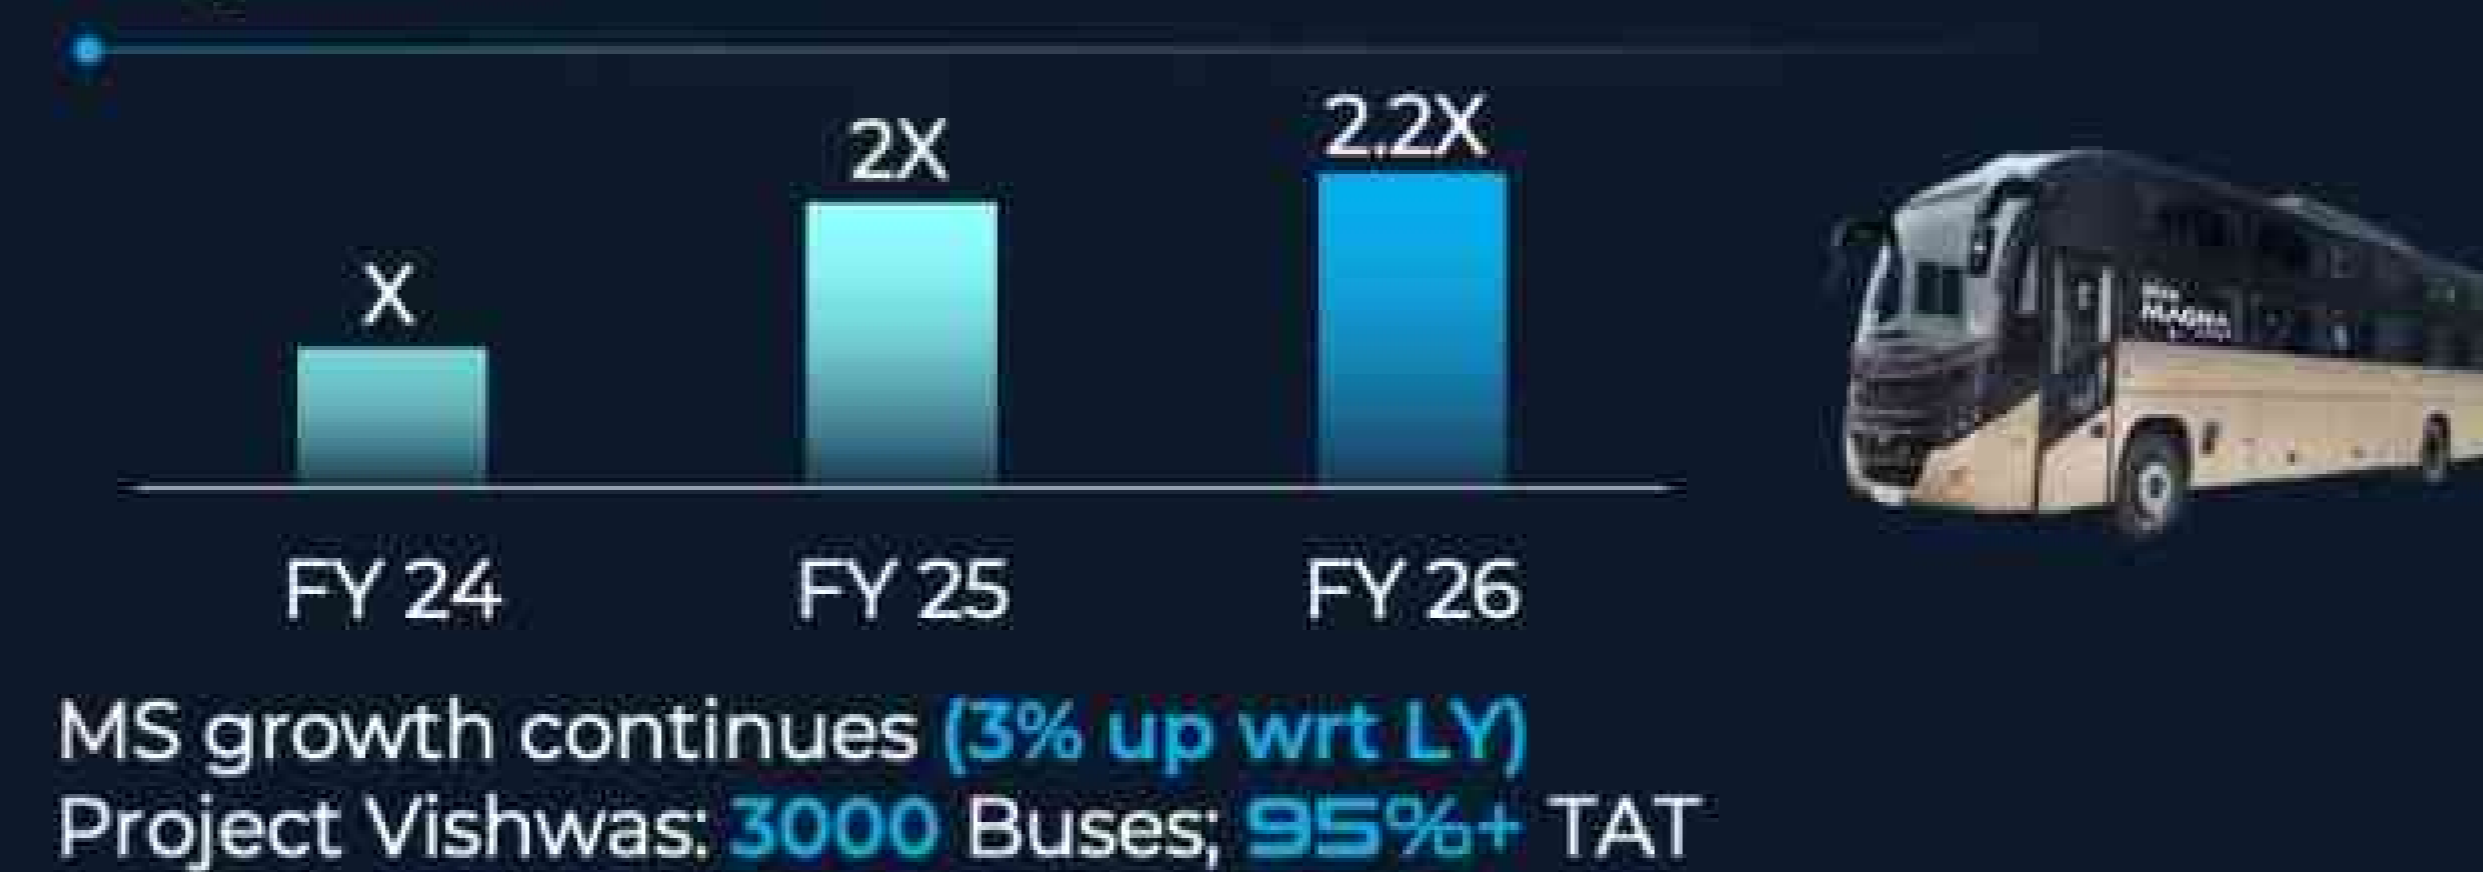 X
2X
2.2X
MAGNA
FY 24
FY 25
FY 26
MS growth continues (3% up wrt LY)
Project Vishwas: 3000 Buses; 95%+ TAT